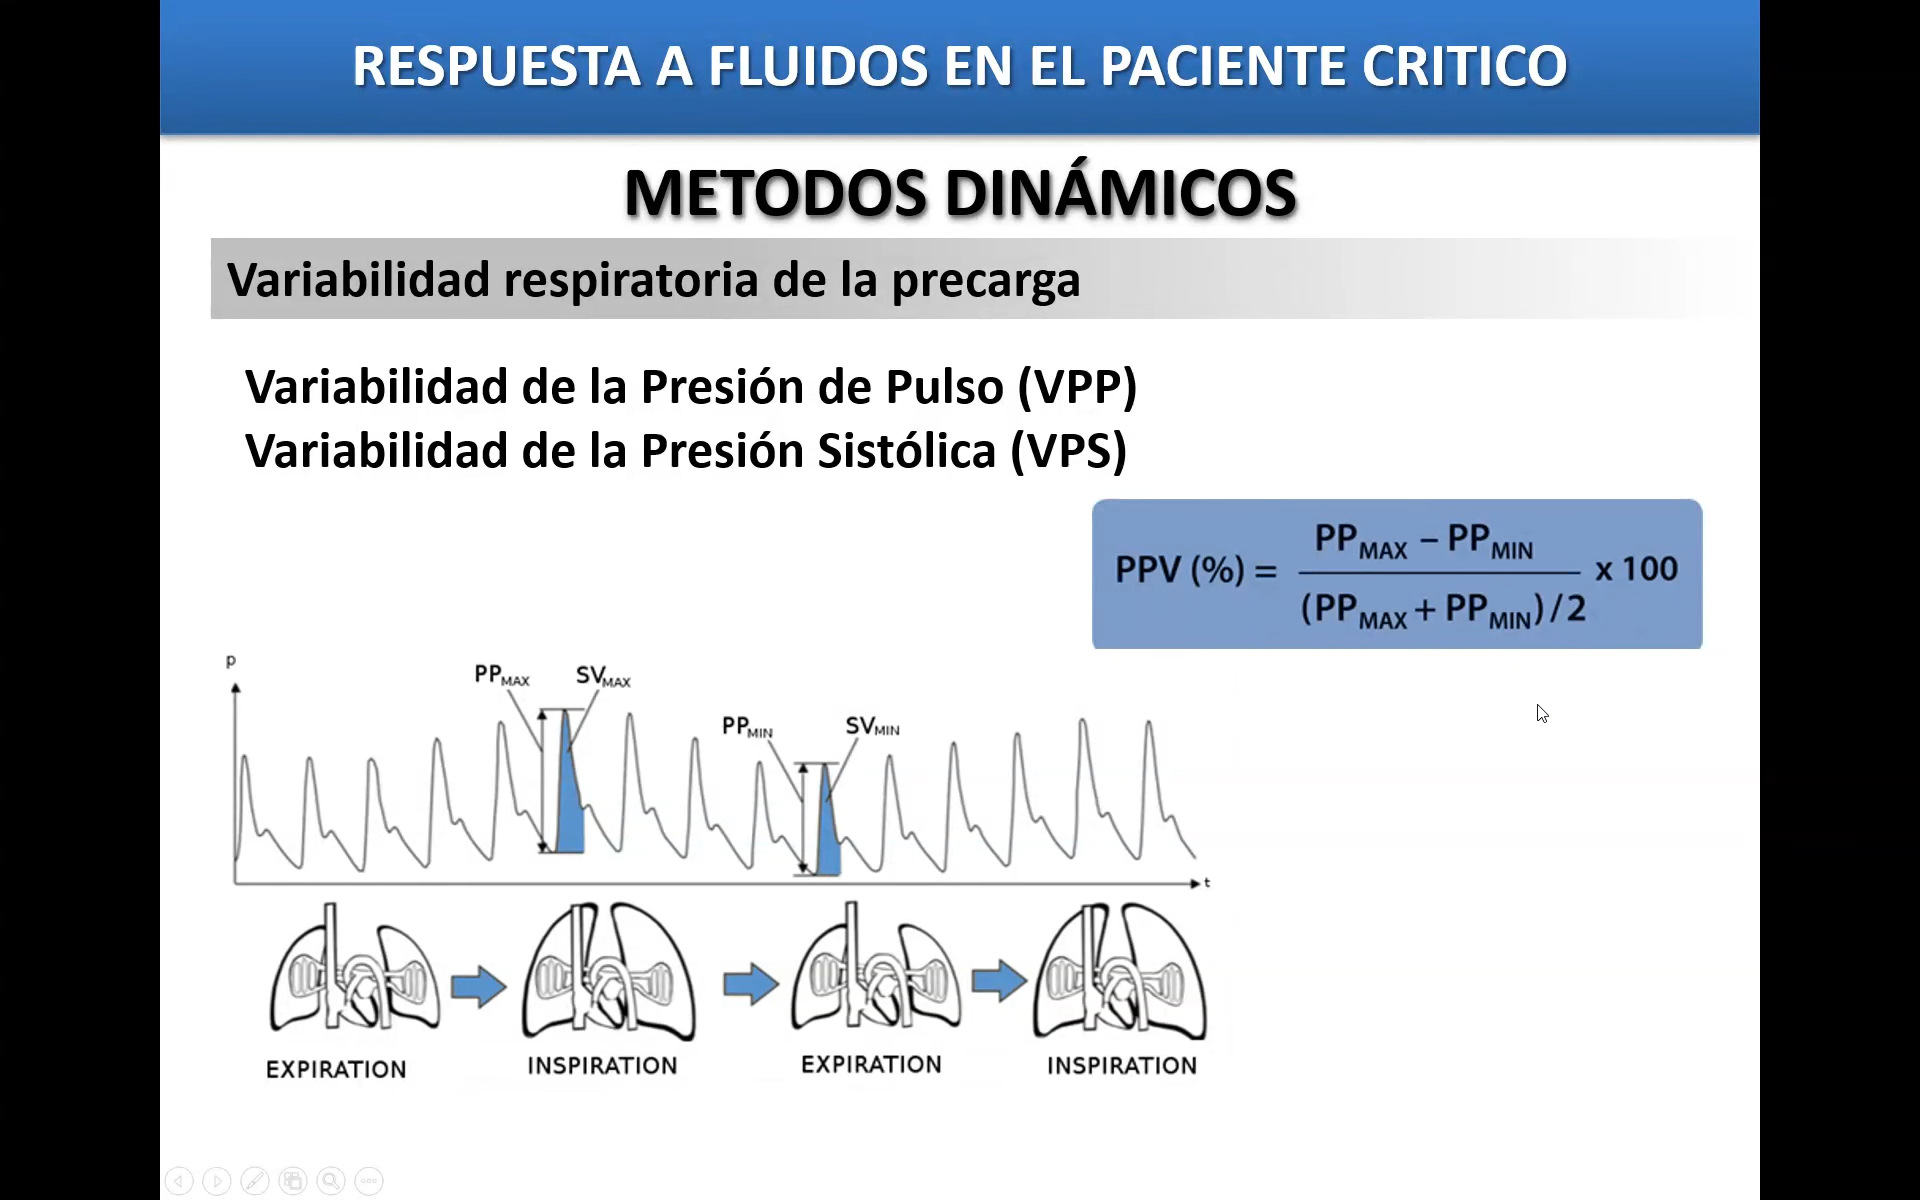 RESPUESTA A FLUIDOS EN EL PACIENTE CRITICO
METODOS DINÁMICOS
Variabilidad respiratoria de la precarga
Variabilidad de la Presión de Pulso (VPP)
Variabilidad de la Presión Sistólica (VPS)
PPV (%) = PPMAX – PPMIN / (PPMAX + PPMIN) / 2 x 100
p
PPMAX SVMAX
PPMIN SVMIN
t
EXPIRATION INSPIRATION EXPIRATION INSPIRATION